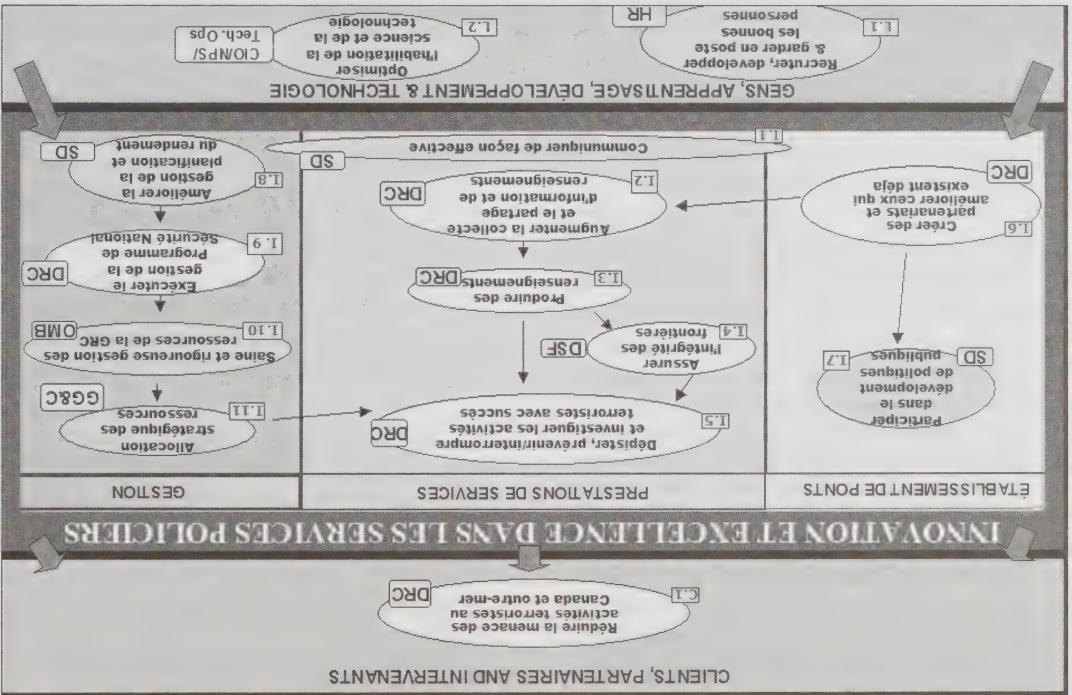 CLIENTS, PARTENAIRES AND INTERVENANTS
C.1
Réduire la menace des
activités terroristes au
Canada et outre-mer
DRC
INNOVATION ET EXCELLENCE DANS LES SERVICES POLICIERS
ÉTABLISSEMENT DE PONTS
PRESTATIONS DE SERVICES
GESTION
Participer
dans le
dévelopment
de politiques
publiques
I.7
SD
I.6
Créer des
partenariats et
améliorer ceux qui
existent déja
DRC
I.5
Dépister, prévenir/interrompre
et investiguer les activités
terroristes avec succès
DRC
I.4
Assurer
l'intégrité des
frontières
DSF
I.3
Produire des
renseignements
DRC
I.2
Augmenter la collecte
et le partage
d'information et de
renseignements
DRC
I.1
Communiquer de façon effective
SD
I.11
Allocation
stratégique des
ressources
GG&C
I.10
Saine et rigoureuse gestion des
ressources de la GRC
OMB
I.9
Exécuter le
gestion de la
Programme de
Sécurité National
DRC
I.8
Améliorer la
gestion de la
planification et
du rendement
SD
GENS, APPRENTISAGE, DÉVELOPPEMENT & TECHNOLOGIE
L.1
Recruter, developper
& garder en poste
les bonnes
personnes
HR
L.2
Optimiser
l'habilitation de la
science et de la
technologie
CIO/NPS/
Tech. Ops